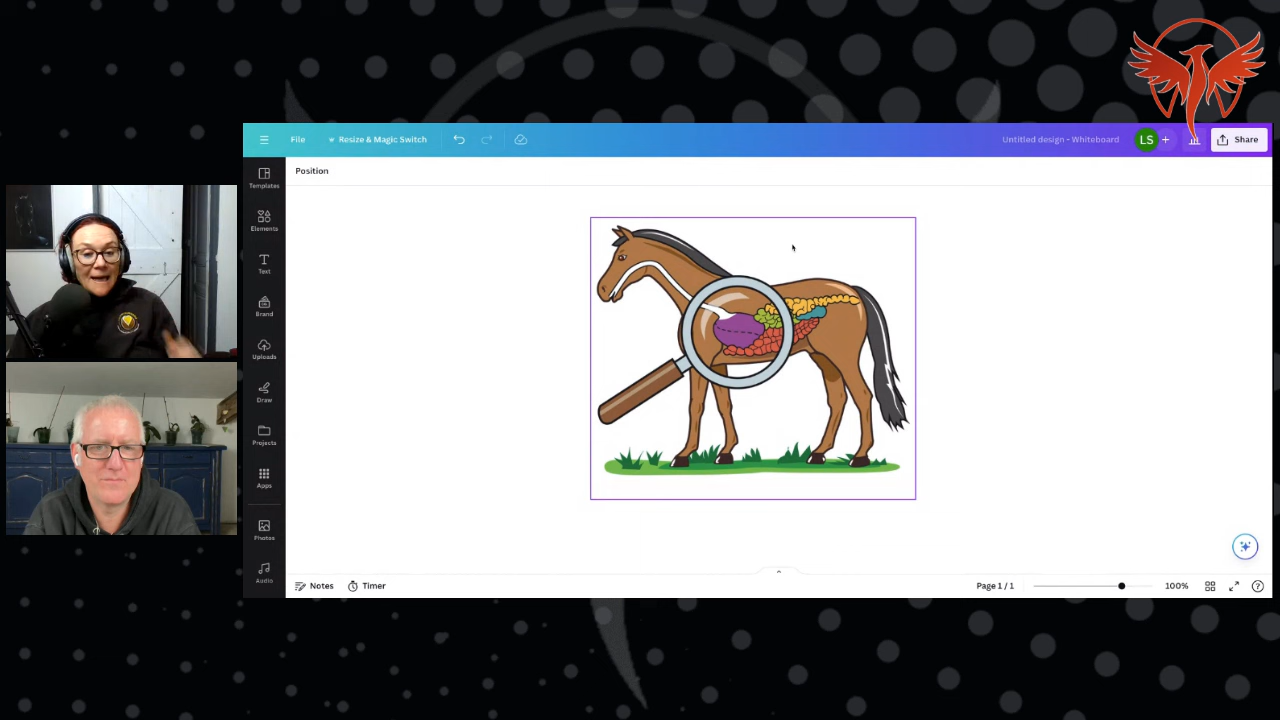 File
Resize & Magic Switch
Untitled design - Whiteboard
LS
+
Share
Position
Templates
Elements
Text
Brand
Uploads
Draw
Projects
Apps
Photos
Audio
Notes
Timer
Page 1 / 1
100%